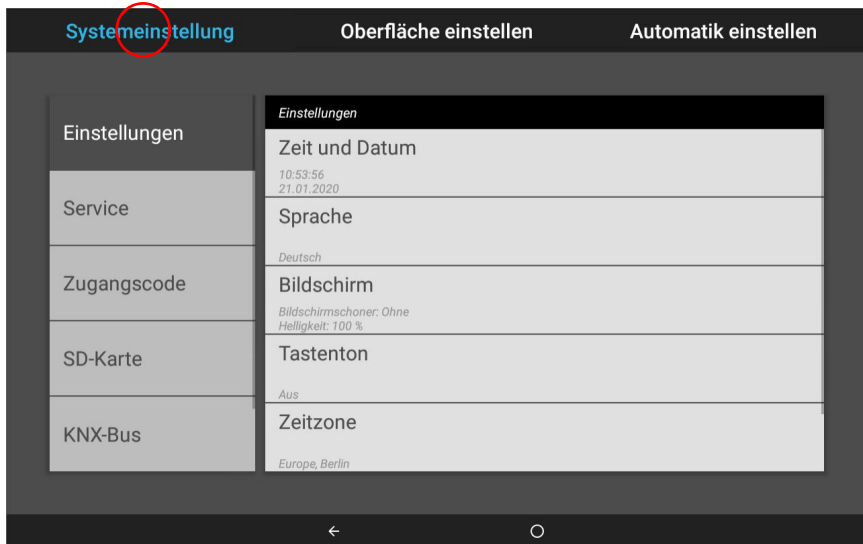 Systemeinstellung
Oberfläche einstellen
Automatik einstellen
Einstellungen
Service
Zugangscode
SD-Karte
KNX-Bus
Einstellungen
Zeit und Datum
10:53:56
21.01.2020
Sprache
Deutsch
Bildschirm
Bildschirmschoner: Ohne
Helligkeit: 100 %
Tastenton
Aus
Zeitzone
Europe, Berlin